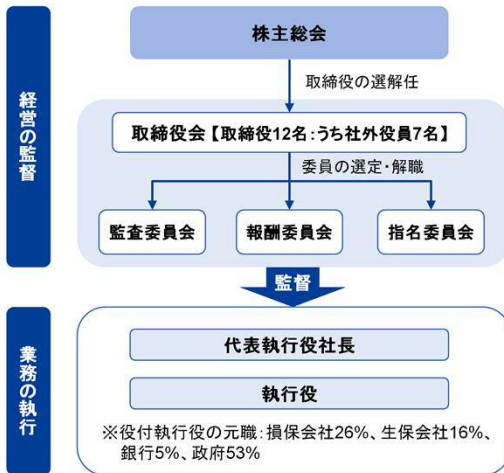 経営の監督
株主総会
取締役の選解任
取締役会【取締役12名:うち社外役員7名】
委員の選定・解職
監査委員会
報酬委員会
指名委員会
監督
業務の執行
代表執行役社長
執行役
※役付執行役の元職:損保会社26%、生保会社16%、
銀行5%、政府53%